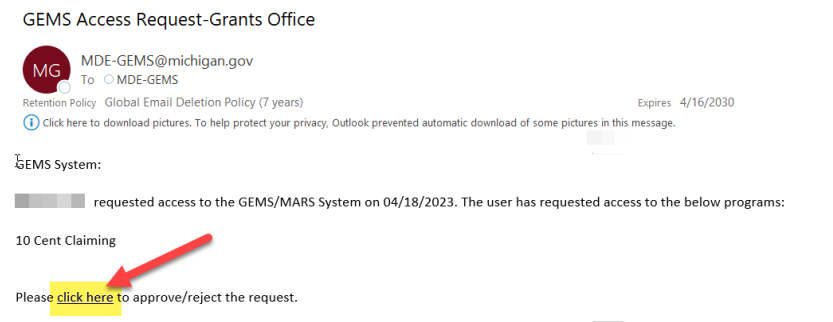 GEMS Access Request-Grants Office
MG
MDE-GEMS@michigan.gov
To MDE-GEMS
Retention Policy Global Email Deletion Policy (7 years) Expires 4/16/2030
Click here to download pictures. To help protect your privacy, Outlook prevented automatic download of some pictures in this message.
GEMS System:
requested access to the GEMS/MARS System on 04/18/2023. The user has requested access to the below programs:
10 Cent Claiming
Please click here to approve/reject the request.